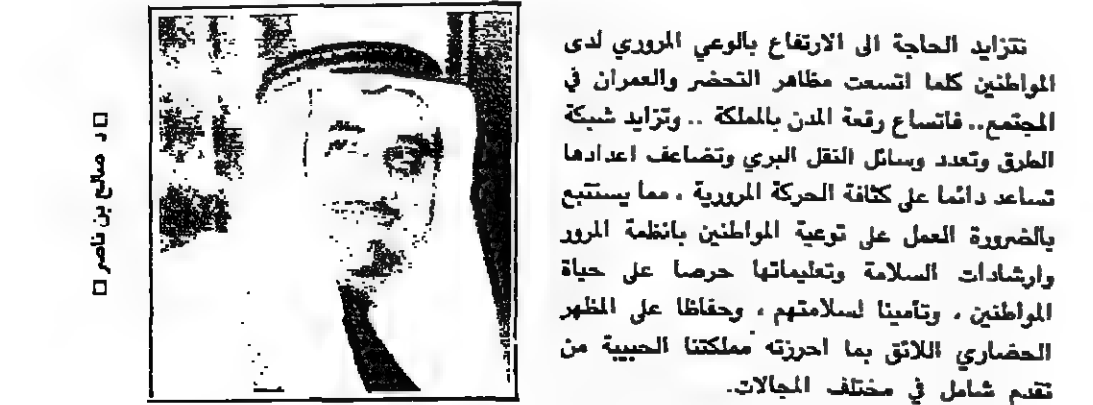 تتزايد الحاجة الى الارتفاع بالوعي المروري لدى
المواطنين كلما اتسعت مظاهر التحضر والعمران في
المجتمع.. فاتساع رقعة المدن بالمملكة .. وتزايد شبكة
الطرق وتعدد وسائل النقل البري وتضاعف اعدادها
تساعد دائما على كثافة الحركة المرورية ، مما يستتبع
بالضرورة العمل على توعية المواطنين بانظمة المرور
وارشادات السلامة وتعليماتها حرصا على حياة
المواطنين ، وتأمينا لسلامتهم ، وحفاظا على المظهر
الحضاري اللائق بما احرزته مملكتنا الحبيبة من
تقدم شامل في مختلف المجالات.
□ د صالح بن ناصر □